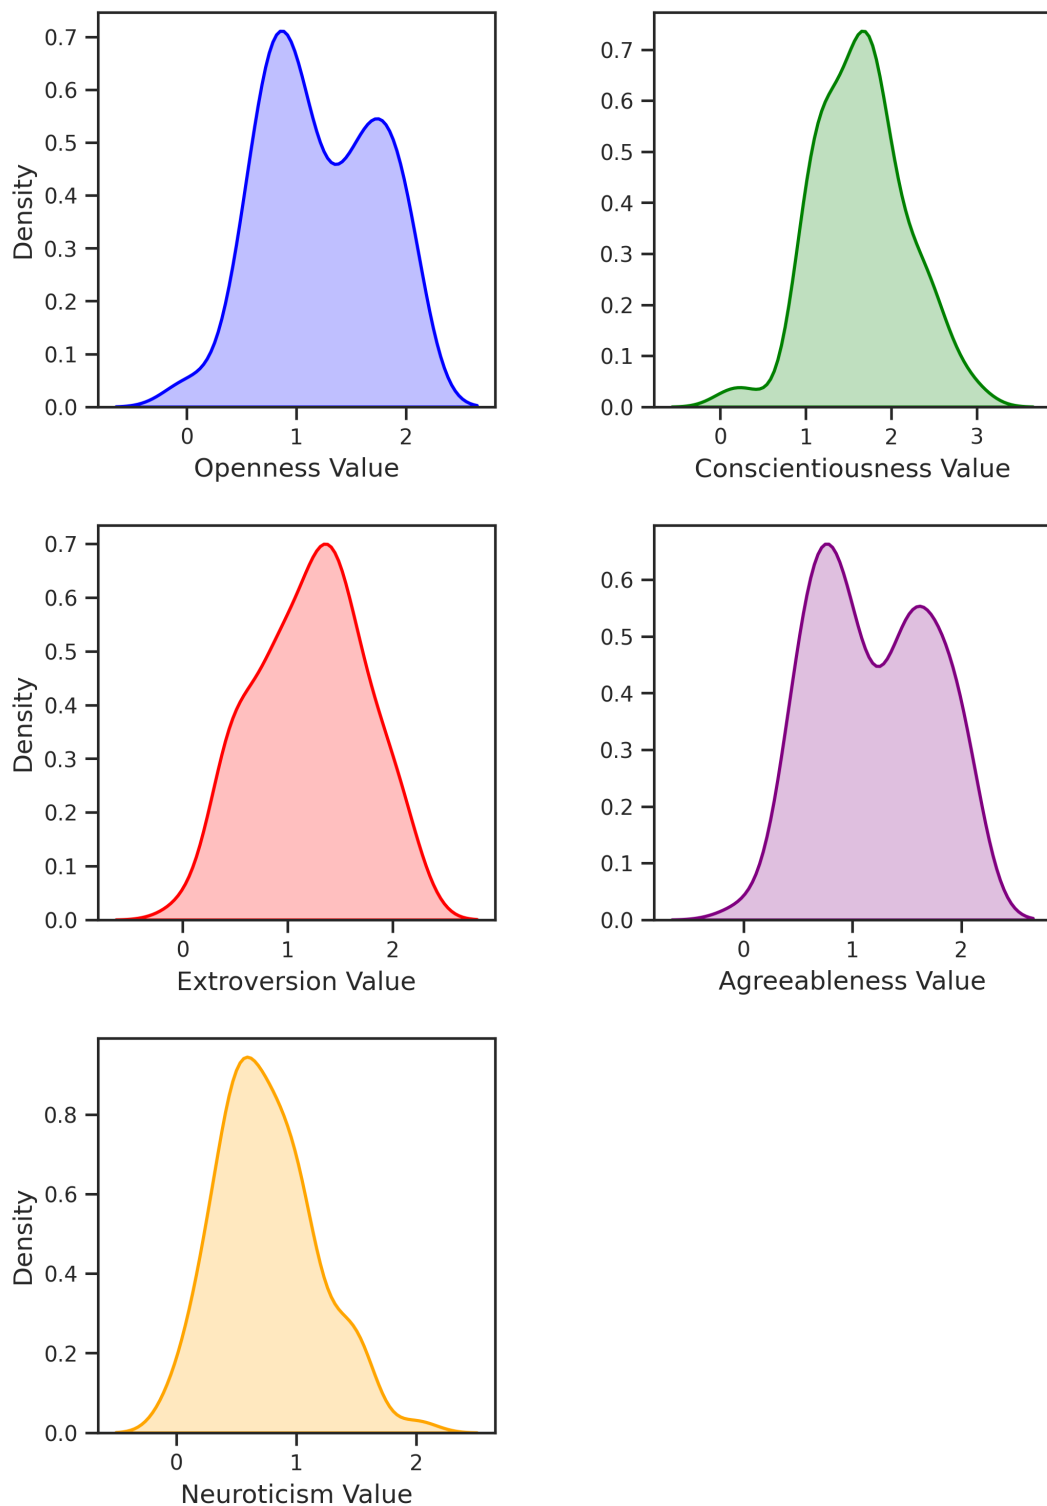 Density
0.7
0.6
0.5
0.4
0.3
0.2
0.1
0.0
0 1 2
Openness Value
0.7
0.6
0.5
0.4
0.3
0.2
0.1
0.0
0 1 2 3
Conscientiousness Value
Density
0.7
0.6
0.5
0.4
0.3
0.2
0.1
0.0
0 1 2
Extroversion Value
0.6
0.5
0.4
0.3
0.2
0.1
0.0
0 1 2
Agreeableness Value
Density
0.8
0.6
0.4
0.2
0.0
0 1 2
Neuroticism Value